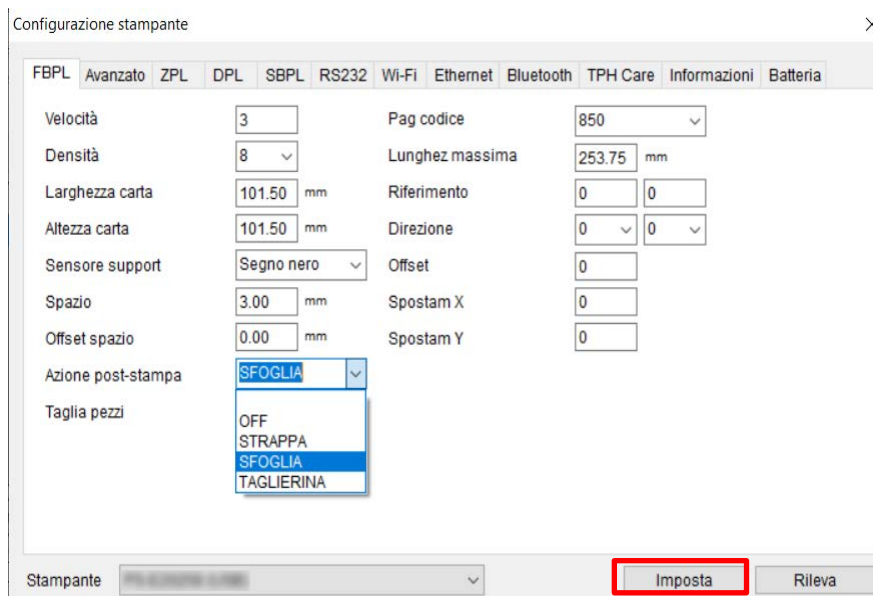 Configurazione stampante
FBPL Avanzato ZPL DPL SBPL RS232 Wi-Fi Ethernet Bluetooth TPH Care Informazioni Batteria
Velocità 3 Pag codice 850
Densità 8 Lunghez massima 253.75 mm
Larghezza carta 101.50 mm Riferimento 0 0
Altezza carta 101.50 mm Direzione 0 0
Sensore support Segno nero Offset 0
Spazio 3.00 mm Spostam X 0
Offset spazio 0.00 mm Spostam Y 0
Azione post-stampa SFOGLIA
Taglia pezzi
OFF
STRAPPA
SFOGLIA
TAGLIERINA
Stampante Imposta Rileva